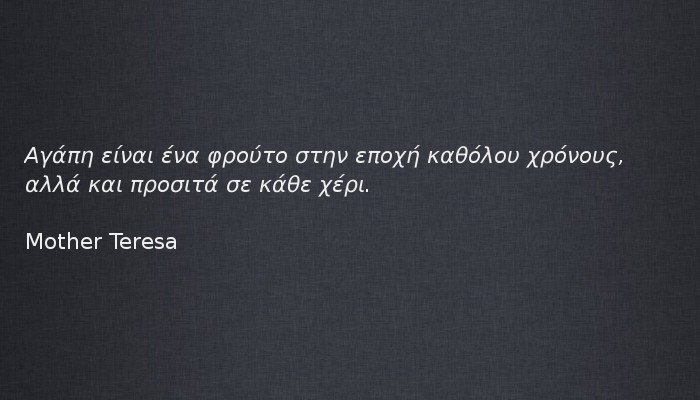 Αγάπη είναι ένα φρούτο στην εποχή καθόλου χρόνους,
αλλά και προσιτά σε κάθε χέρι.
Mother Teresa